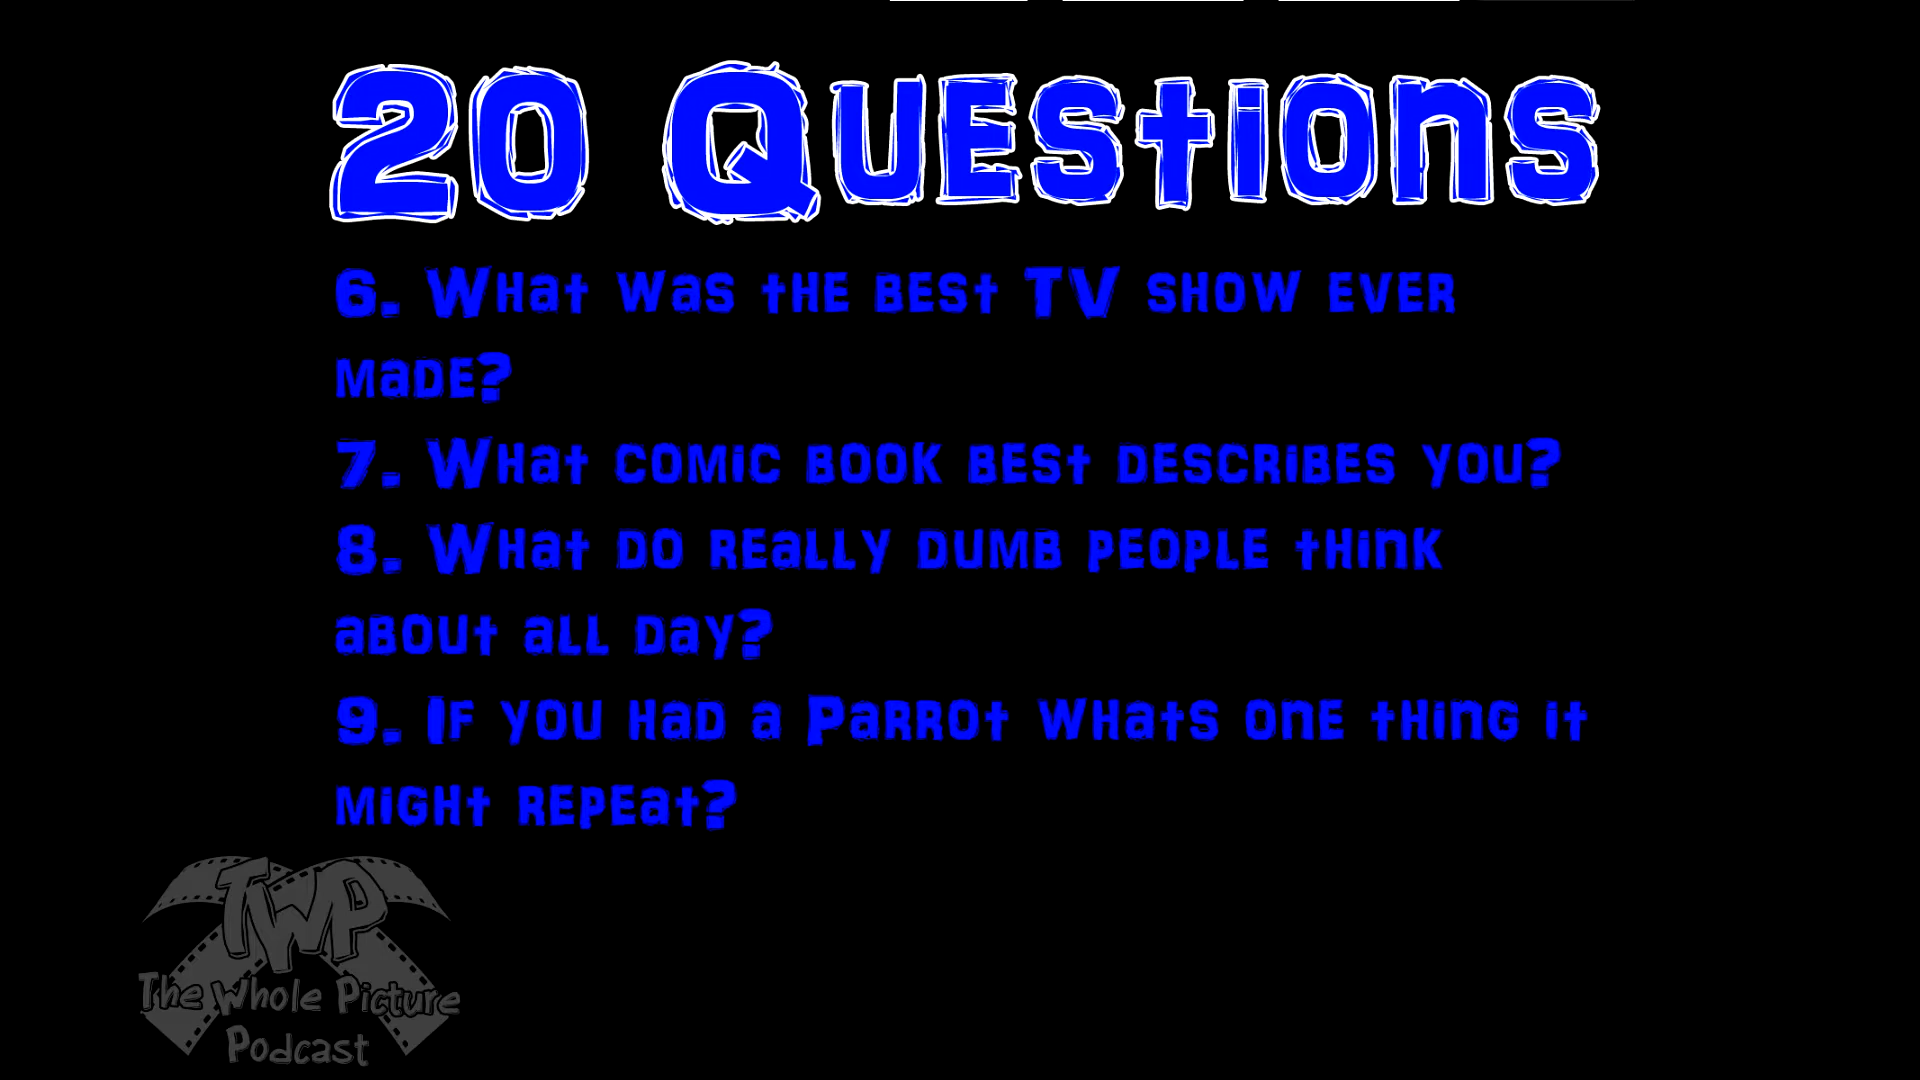 20 Questions
6. What was the best TV show ever
made?
7. What comic book best describes you?
8. What do really dumb people think
about all day?
9. If you had a Parrot whats one thing it
might repeat?
TWP
The Whole Picture
Podcast